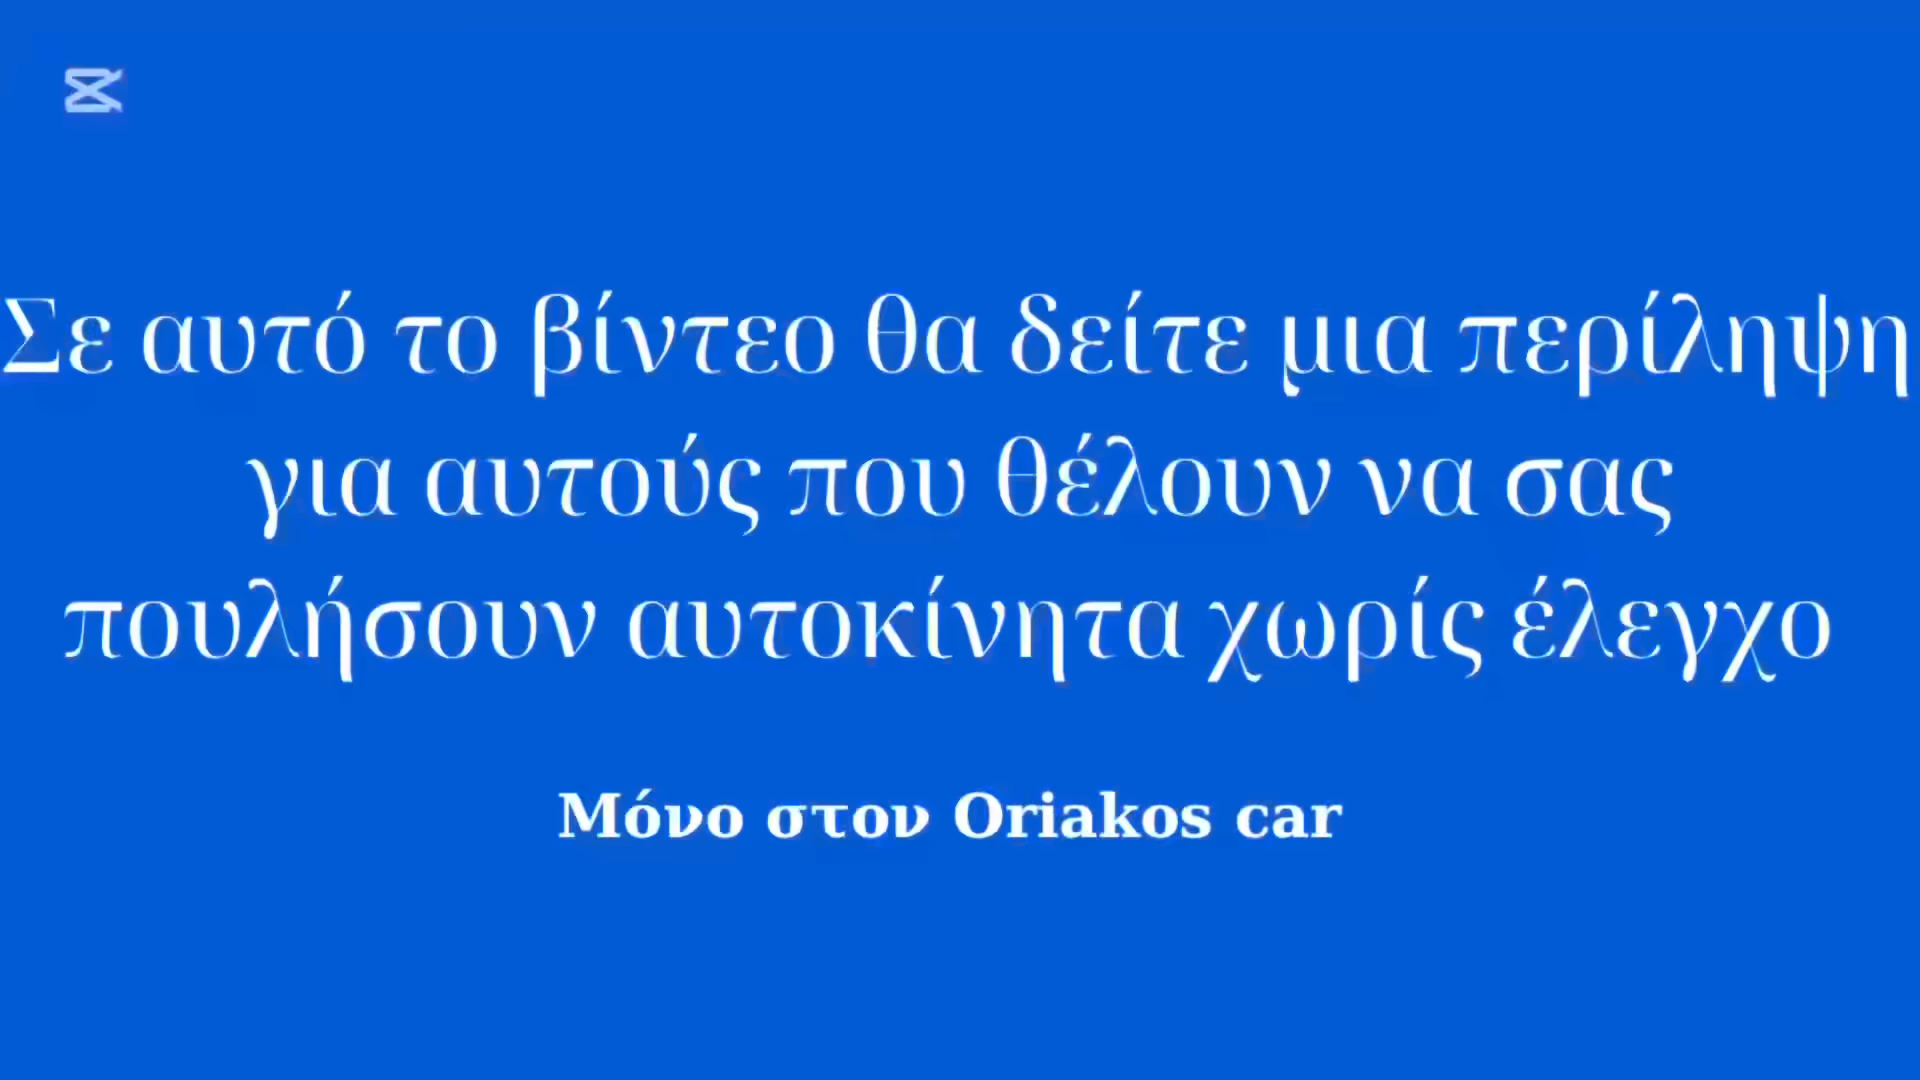 Σε αυτό το βίντεο θα δείτε μια περίληψη
για αυτούς που θέλουν να σας
πουλήσουν αυτοκίνητα χωρίς έλεγχο
Μόνο στον Oriakos car